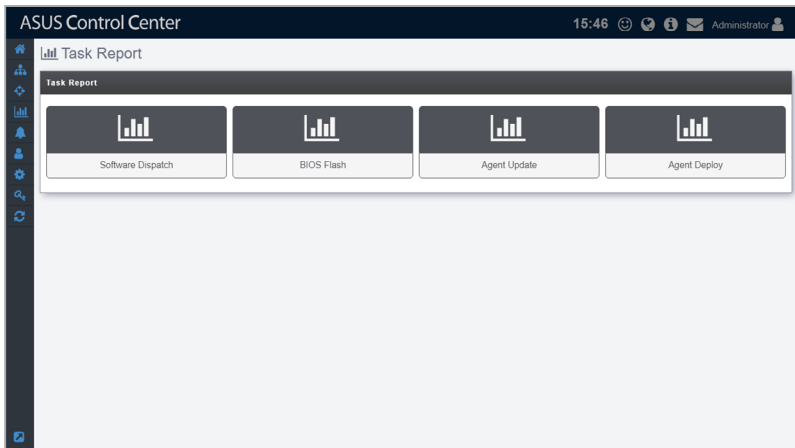 ASUS Control Center
15:46
Administrator
Task Report
Task Report
Software Dispatch
BIOS Flash
Agent Update
Agent Deploy